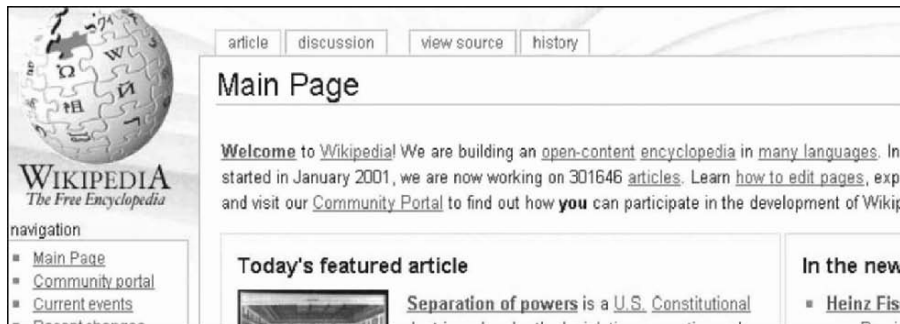 article discussion view source history
Main Page
Welcome to Wikipedia! We are building an open-content encyclopedia in many languages. In
started in January 2001, we are now working on 301646 articles. Learn how to edit pages, exp
and visit our Community Portal to find out how you can participate in the development of Wikip
WIKIPEDIA
The Free Encyclopedia
navigation
Main Page
Community portal
Current events
Recent changes
Today's featured article
Separation of powers is a U.S. Constitutional
In the new
Heinz Fis